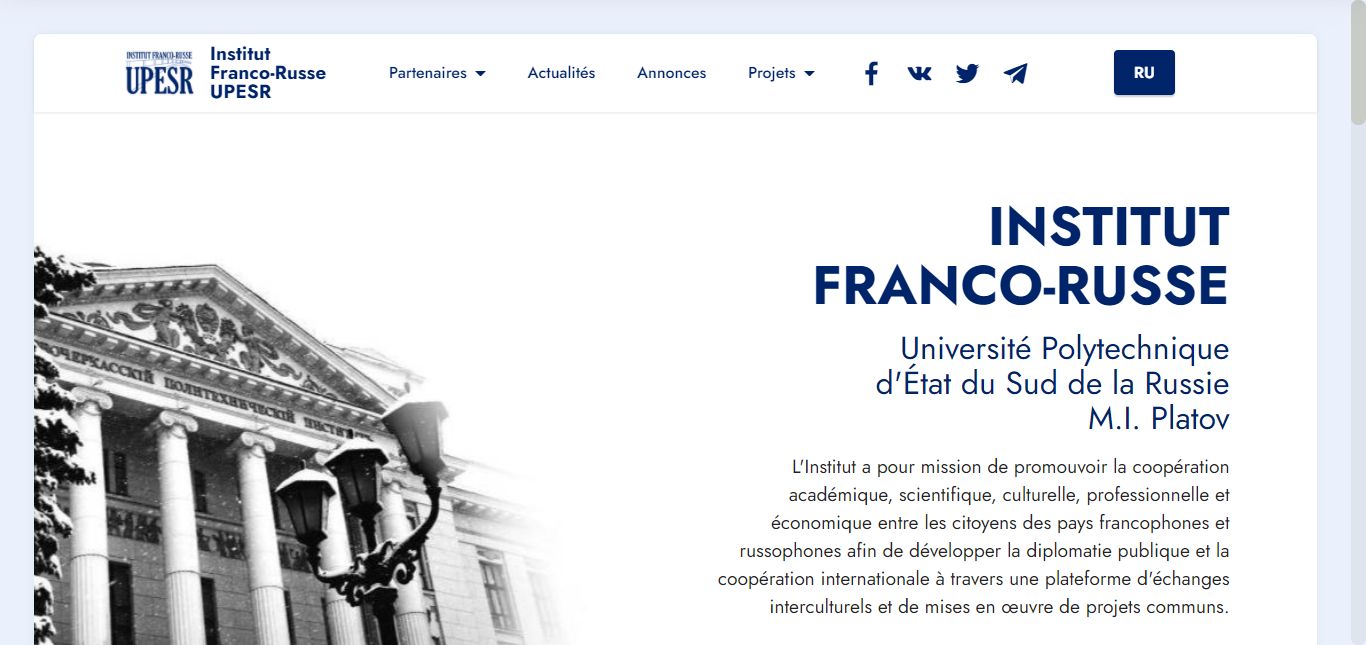 INSTITUT FRANCO-RUSSE
UPESR
Institut
Franco-Russe
UPESR
Partenaires
Actualités
Annonces
Projets
RU
INSTITUT
FRANCO-RUSSE
Université Polytechnique
d'État du Sud de la Russie
M.I. Platov
L'Institut a pour mission de promouvoir la coopération
académique, scientifique, culturelle, professionnelle et
économique entre les citoyens des pays francophones et
russophones afin de développer la diplomatie publique et la
coopération internationale à travers une plateforme d'échanges
interculturels et de mises en œuvre de projets communs.
ПОЛИТЕХНИЧЕСКІЙ